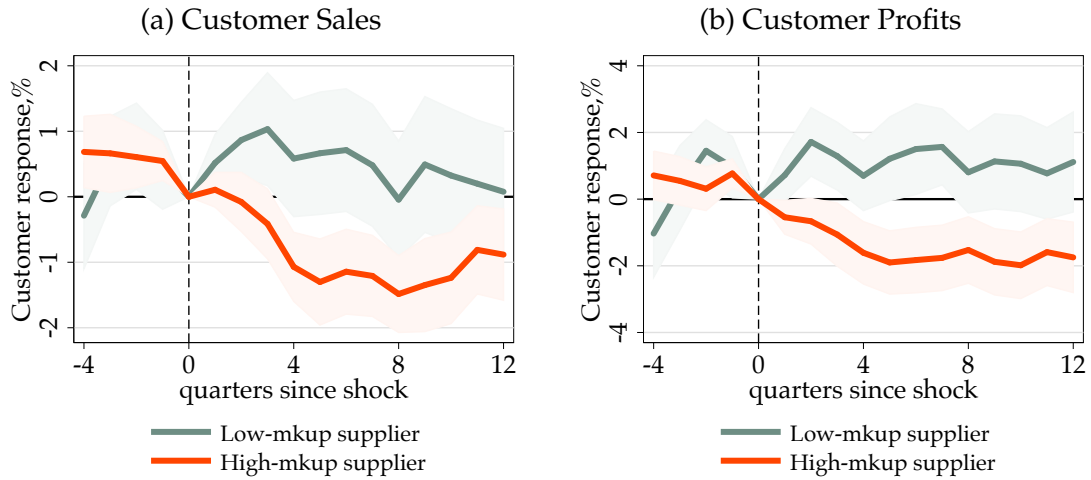 (a) Customer Sales
Customer response,%
2
1
0
-1
-2
-4
0
4
8
12
quarters since shock
Low-mkup supplier
High-mkup supplier
(b) Customer Profits
Customer response,%
4
2
0
-2
-4
-4
0
4
8
12
quarters since shock
Low-mkup supplier
High-mkup supplier